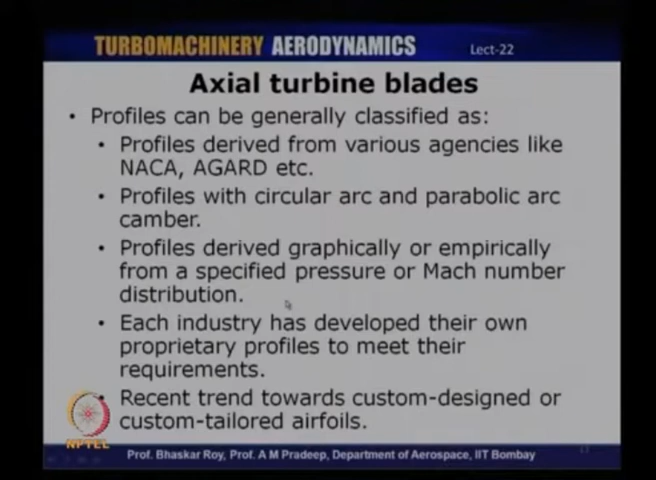 TURBOMACHINERY AERODYNAMICS Lect-22
Axial turbine blades
• Profiles can be generally classified as:
• Profiles derived from various agencies like
NACA, AGARD etc.
• Profiles with circular arc and parabolic arc
camber.
• Profiles derived graphically or empirically
from a specified pressure or Mach number
distribution.
• Each industry has developed their own
proprietary profiles to meet their
requirements.
• Recent trend towards custom-designed or
custom-tailored airfoils.
NPTEL
Prof. Bhaskar Roy, Prof. A M Pradeep, Department of Aerospace, IIT Bombay